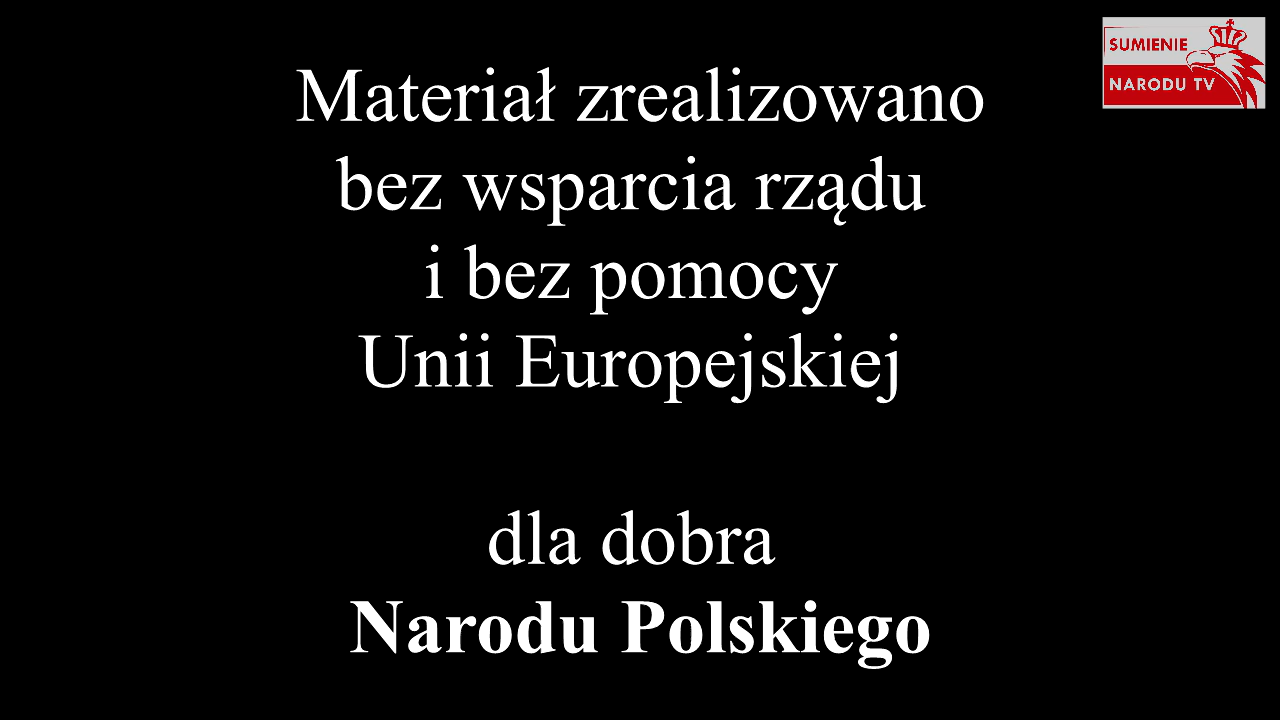 SUMIENIE
NARODU TV
Materiał zrealizowano
bez wsparcia rządu
i bez pomocy
Unii Europejskiej
dla dobra
Narodu Polskiego